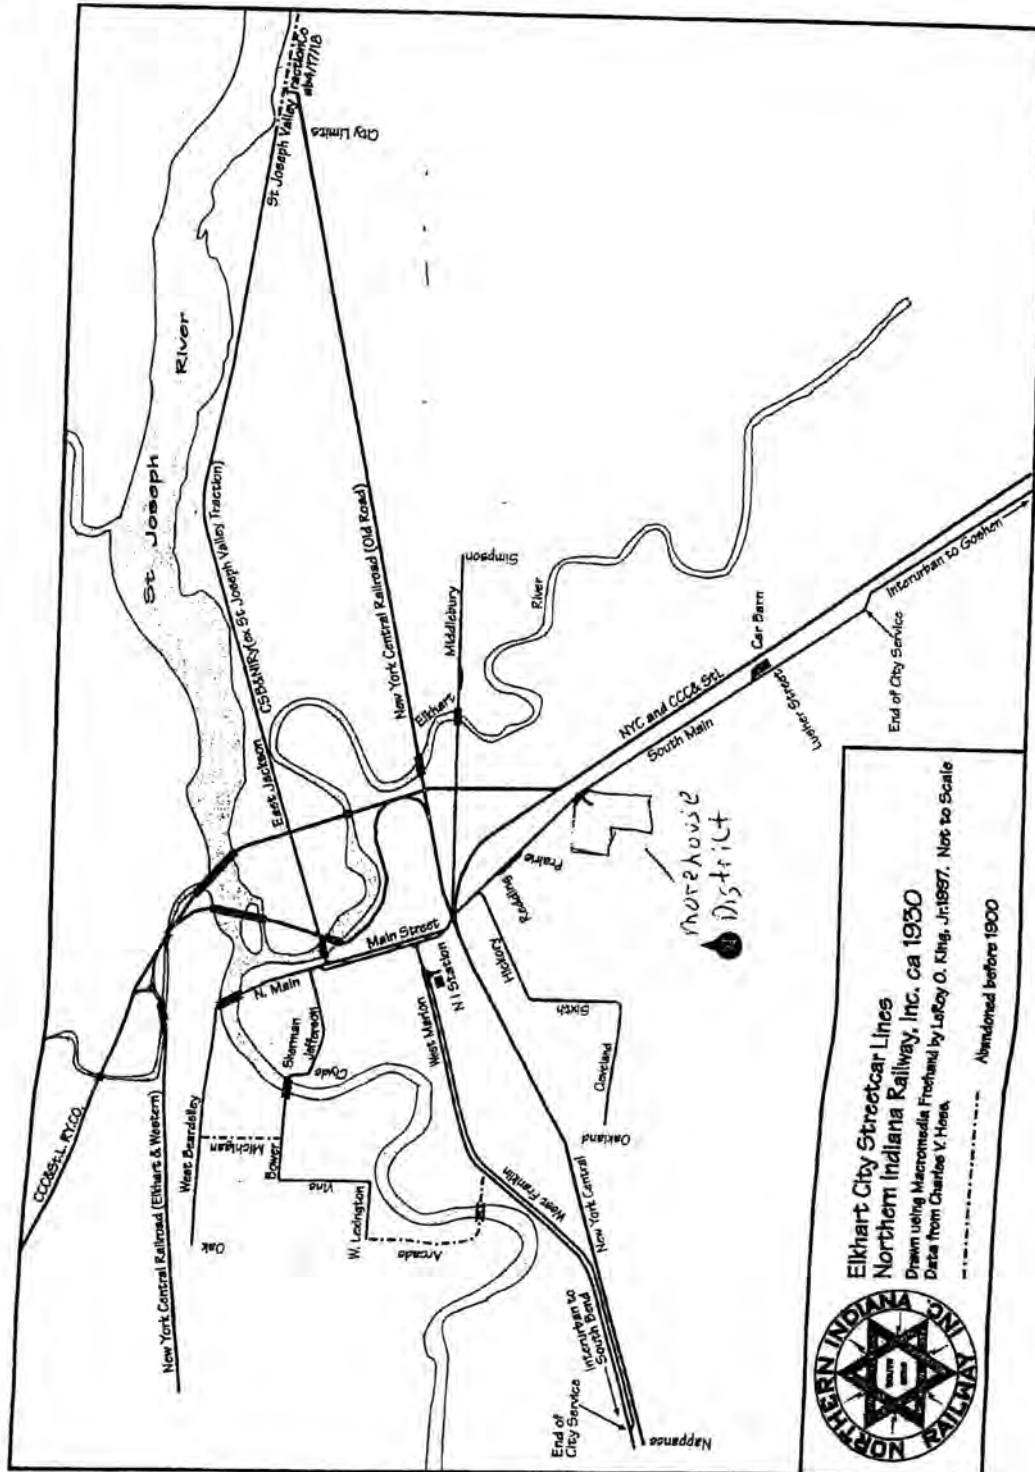 St Joseph Valley Traction Co
ab4/17/18
City Limits
River
St Joseph
CSB&NIRY(ex St Joseph Valley Traction)
East Jackson
New York Central Railroad (Old Road)
Simpson
Middlebury
River
Elkhart
NYC and CCC& StL
Car Barn
South Main
Lusher Street
Interurban to Goshen
End of City Service
Prairie
Redding
Morehouse
District
Main Street
N. Main
N I Station
Hickory
Sixth
Cleveland
Oakland
West Marion
Sherman
Jefferson
Clyde
CCC&St.L. RY.CO.
New York Central Railroad (Elkhart & Western)
West Beardsley
Oak
Michigan
Bower
Vine
W. Lexington
Arcade
West Franklin
New York Central
Interurban to
South Bend
End of
City Service
Nappanee
Elkhart City Streetcar Lines
Northern Indiana Railway, Inc. ca 1930
Drawn using Macromedia Freehand by LeRoy O. King, Jr.1997. Not to Scale
Data from Charles V. Hess,
Abandoned before 1900
NORTHERN INDIANA RAILWAY INC.